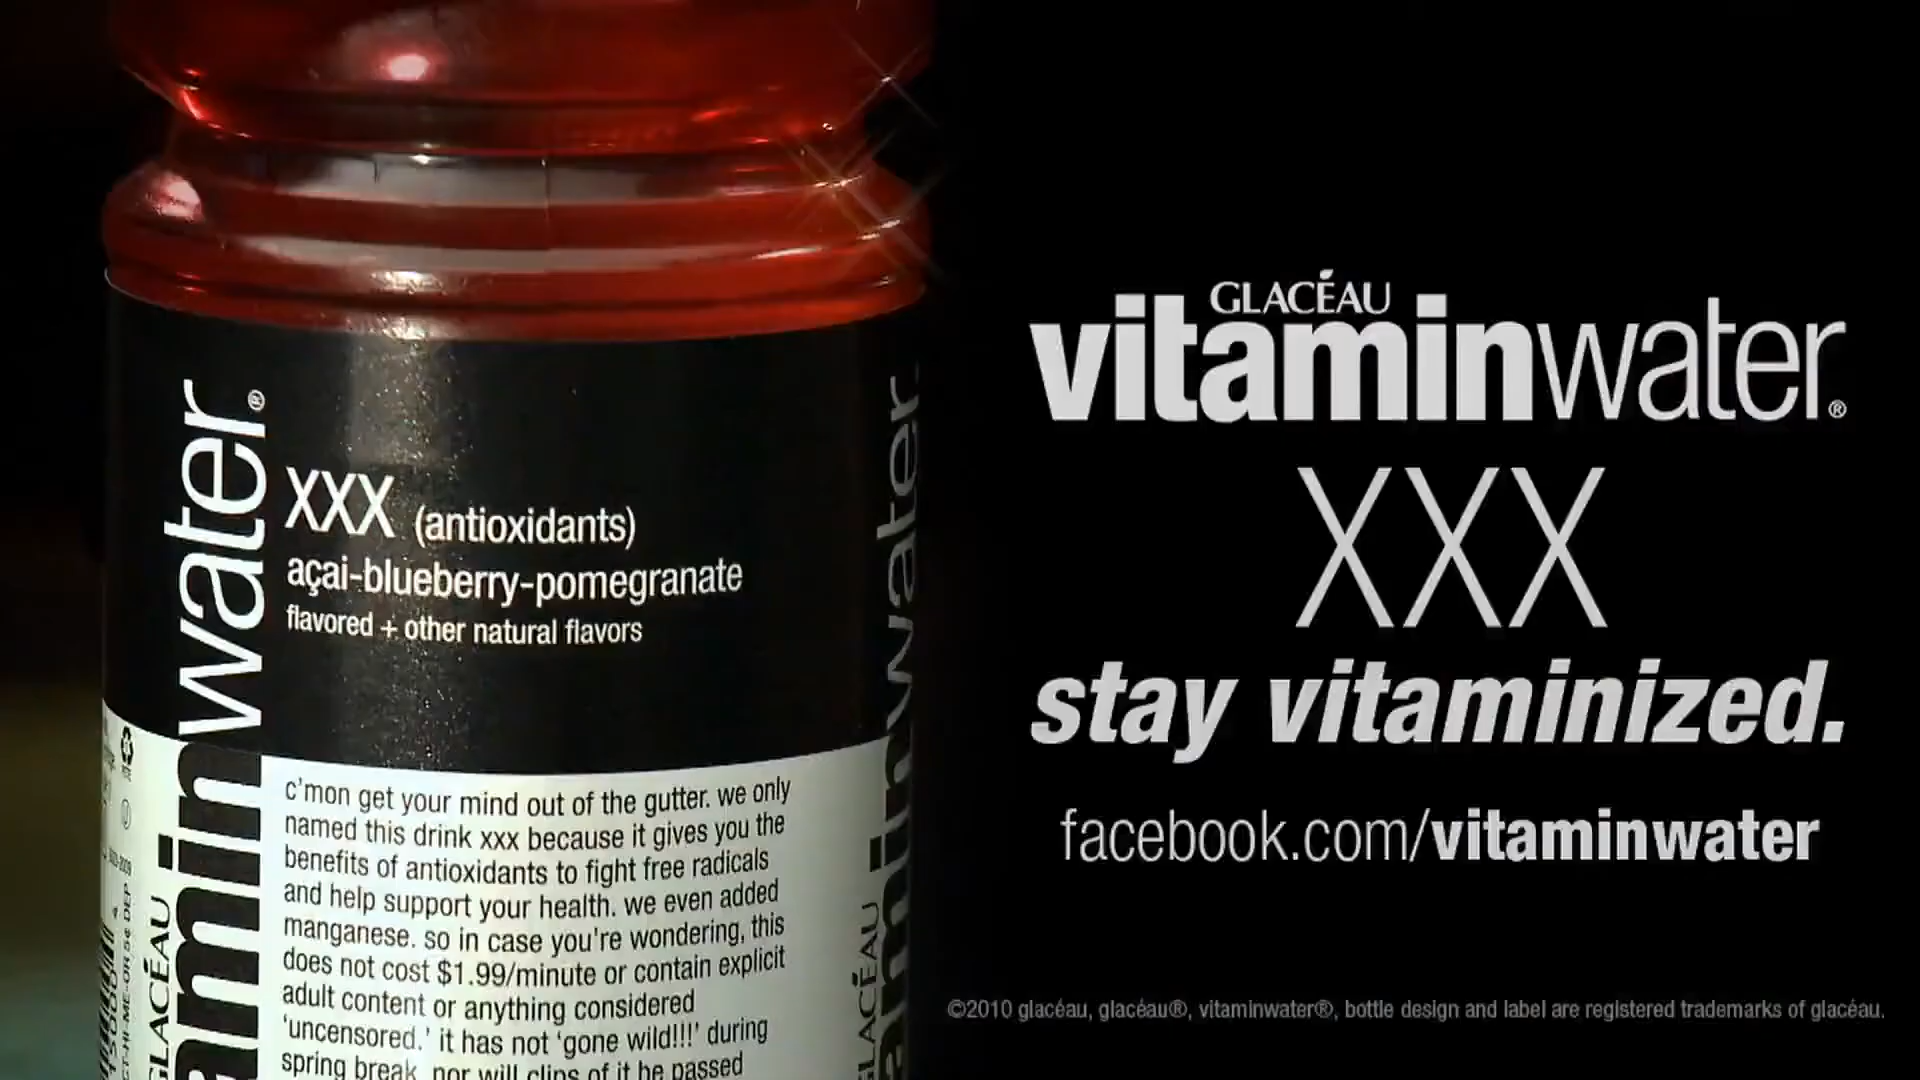 vitaminwater®
XXX (antioxidants)
açai-blueberry-pomegranate
flavored + other natural flavors
c'mon get your mind out of the gutter. we only
named this drink xxx because it gives you the
benefits of antioxidants to fight free radicals
and help support your health. we even added
manganese. so in case you're wondering, this
does not cost $1.99/minute or contain explicit
adult content or anything considered
'uncensored.' it has not 'gone wild!!!' during
spring break, nor will clips of it be passed
GLACÉAU
aminwater®
GLACÉAU
aminwater.
GLACÉAU
vitaminwater®
XXX
stay vitaminized.
facebook.com/vitaminwater
©2010 glacéau, glacéau®, vitaminwater®, bottle design and label are registered trademarks of glacéau.